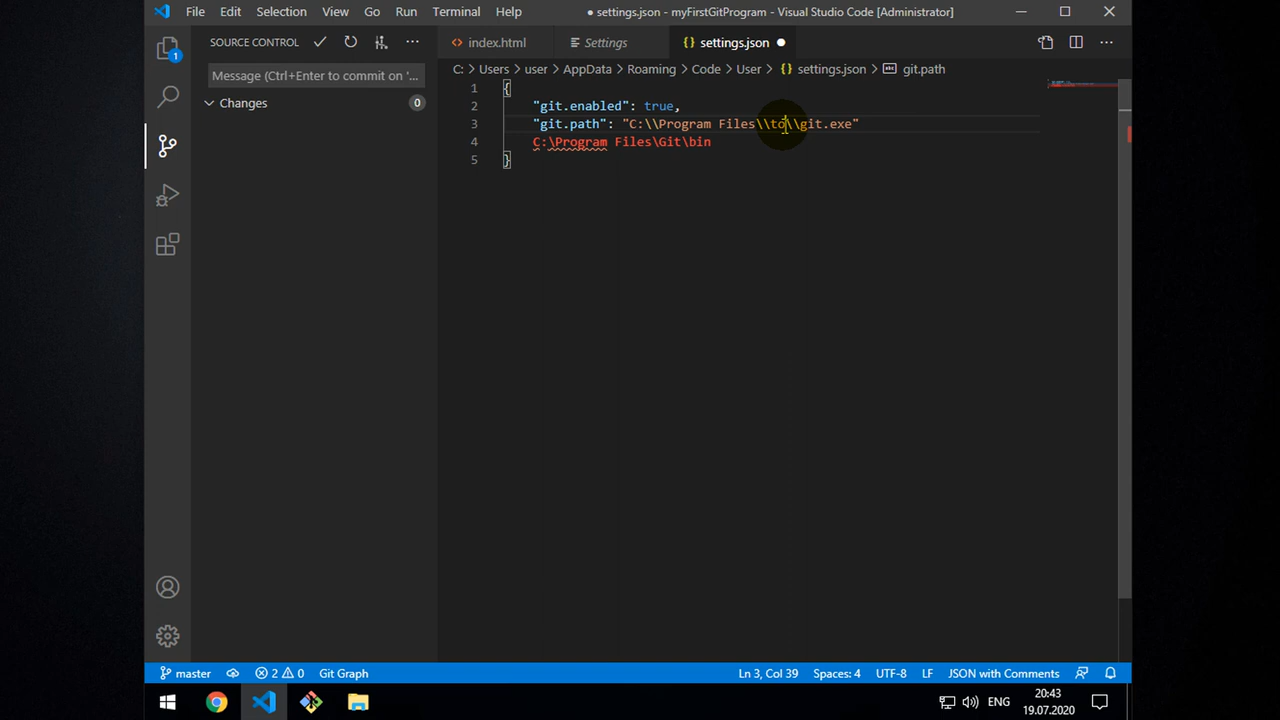 File Edit Selection View Go Run Terminal Help ● settings.json - myFirstGitProgram - Visual Studio Code [Administrator]
SOURCE CONTROL
index.html
Settings
settings.json
C: > Users > user > AppData > Roaming > Code > User > {} settings.json > git.path
1
Message (Ctrl+Enter to commit on '...
Changes 0
1 {
2 "git.enabled": true,
3 "git.path": "C:\\Program Files\\to\\git.exe"
4 C:\Program Files\Git\bin
5 }
master 2 0 Git Graph Ln 3, Col 39 Spaces: 4 UTF-8 LF JSON with Comments
ENG
20:43
19.07.2020